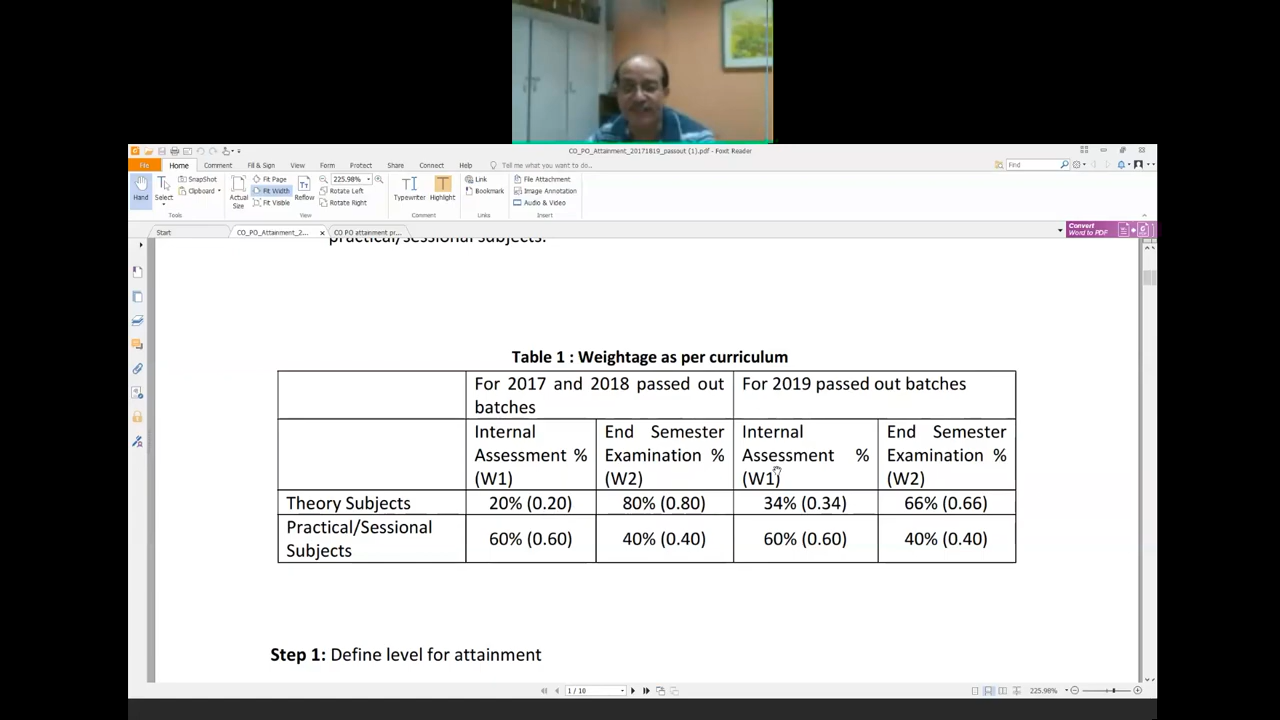 CO_PO_Attainment_20171819_passout (1).pdf - Foxit Reader
File Home Comment Fill & Sign View Form Protect Share Connect Help Tell me what you want to do... Find
Hand
Select
SnapShot
Clipboard
Tools
Actual Size
Fit Page
Fit Width
Fit Visible
Reflow
225.98%
Rotate Left
Rotate Right
View
Typewriter
Highlight
Comment
Link
Bookmark
Links
File Attachment
Image Annotation
Audio & Video
Insert
Start CO_PO_Attainment_2... CO PO attainment pr...
Convert
Word to PDF
practical/sessional subjects.
Table 1 : Weightage as per curriculum
For 2017 and 2018 passed out batches
For 2019 passed out batches
Internal Assessment % (W1)
End Semester Examination % (W2)
Internal Assessment % (W1)
End Semester Examination % (W2)
Theory Subjects 20% (0.20) 80% (0.80) 34% (0.34) 66% (0.66)
Practical/Sessional Subjects 60% (0.60) 40% (0.40) 60% (0.60) 40% (0.40)
Step 1: Define level for attainment
1 / 10
225.98%